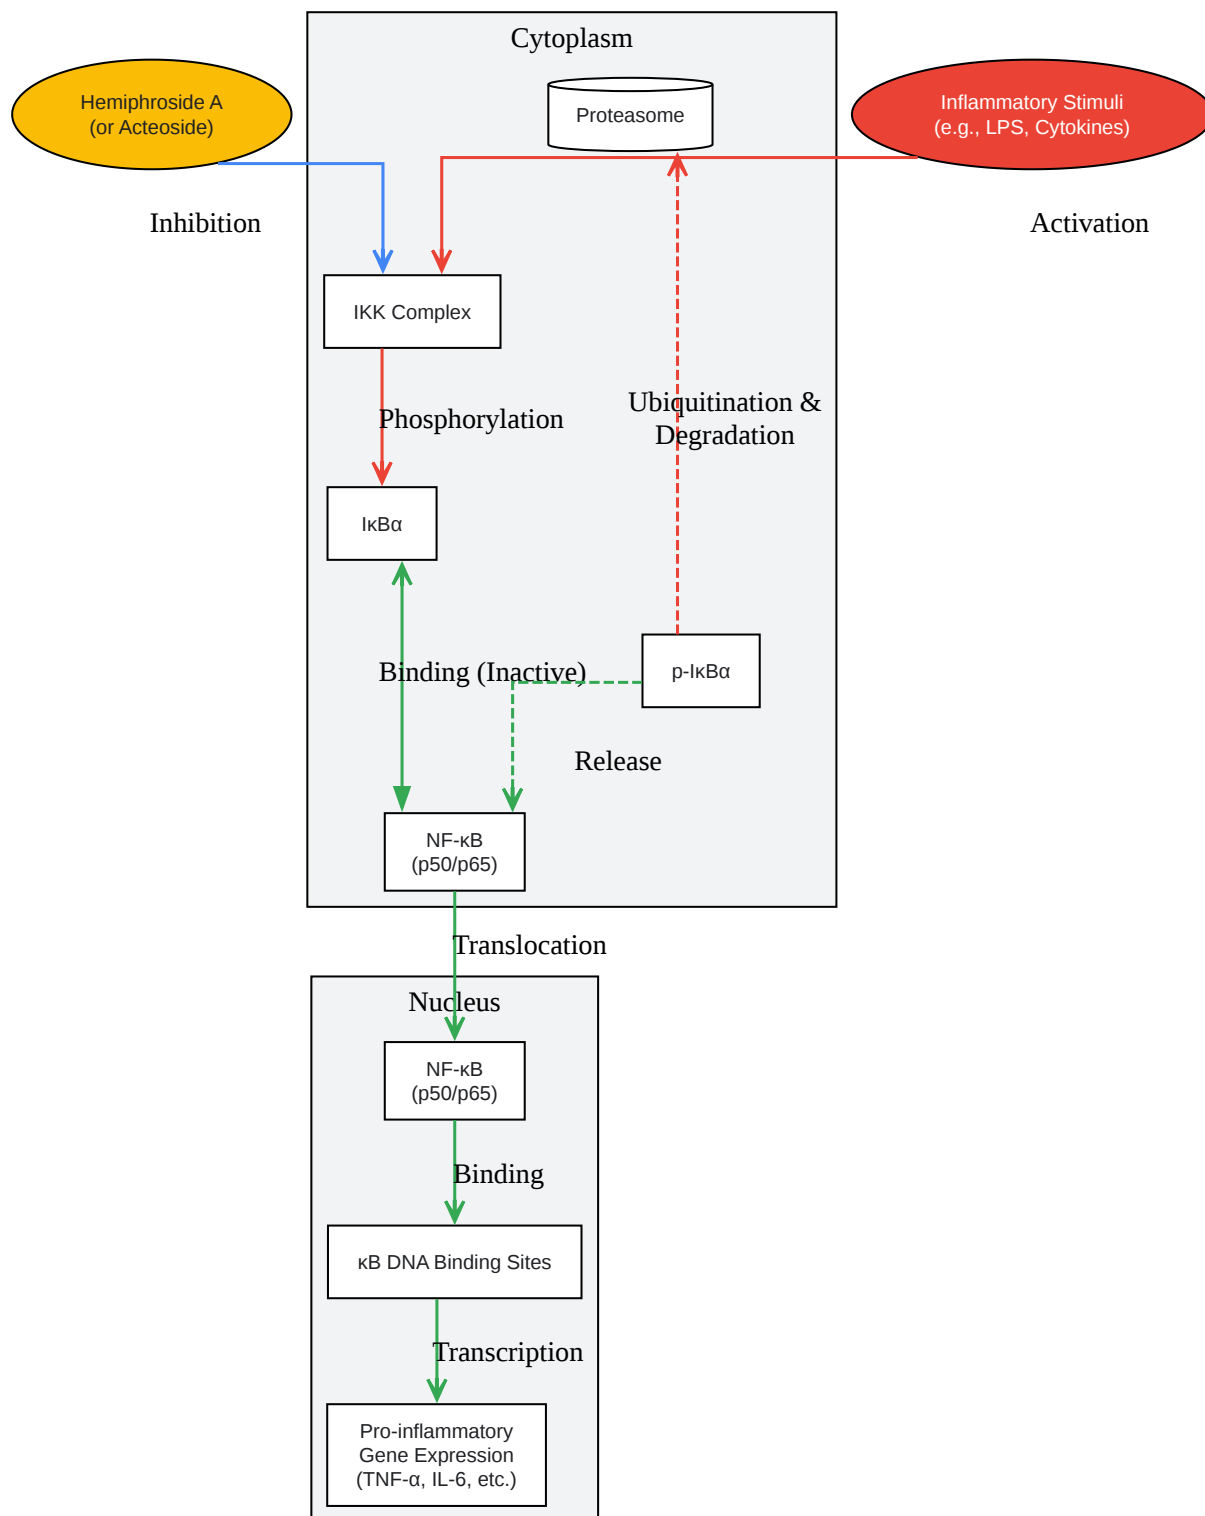 Cytoplasm
Hemiphroside A
(or Acteoside)
Proteasome
Inflammatory Stimuli
(e.g., LPS, Cytokines)
Inhibition
Activation
IKK Complex
Phosphorylation
Ubiquitination &
Degradation
IκBα
Binding (Inactive)
p-IκBα
Release
NF-κB
(p50/p65)
Translocation
Nucleus
NF-κB
(p50/p65)
Binding
κB DNA Binding Sites
Transcription
Pro-inflammatory
Gene Expression
(TNF-α, IL-6, etc.)